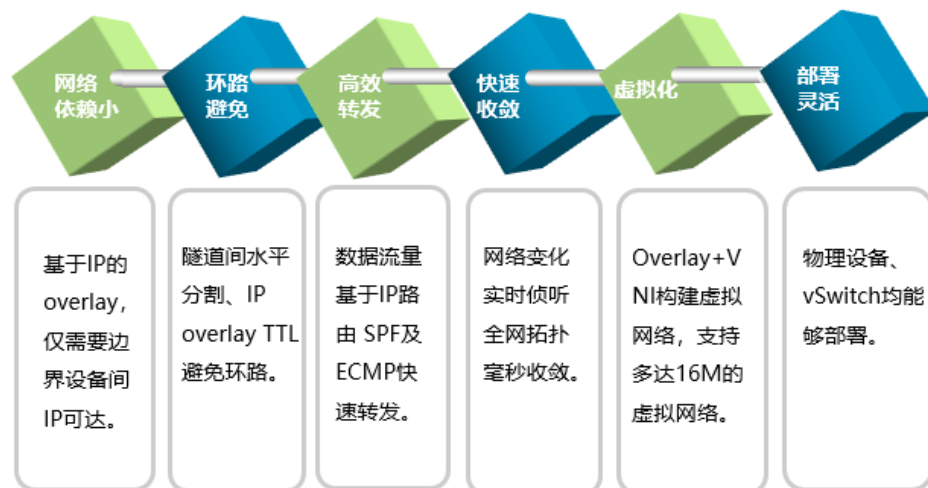 网络
依赖小
环路
避免
高效
转发
快速
收敛
虚拟化
部署
灵活
基于IP的
overlay，
仅需要边
界设备间
IP可达。
隧道间水平
分割、IP
overlay TTL
避免环路。
数据流量
基于IP路
由 SPF及
ECMP快
速转发。
网络变化
实时侦听
全网拓扑
毫秒收敛。
Overlay+V
NI构建虚拟
网络，支持
多达16M的
虚拟网络。
物理设备、
vSwitch均能
够部署。